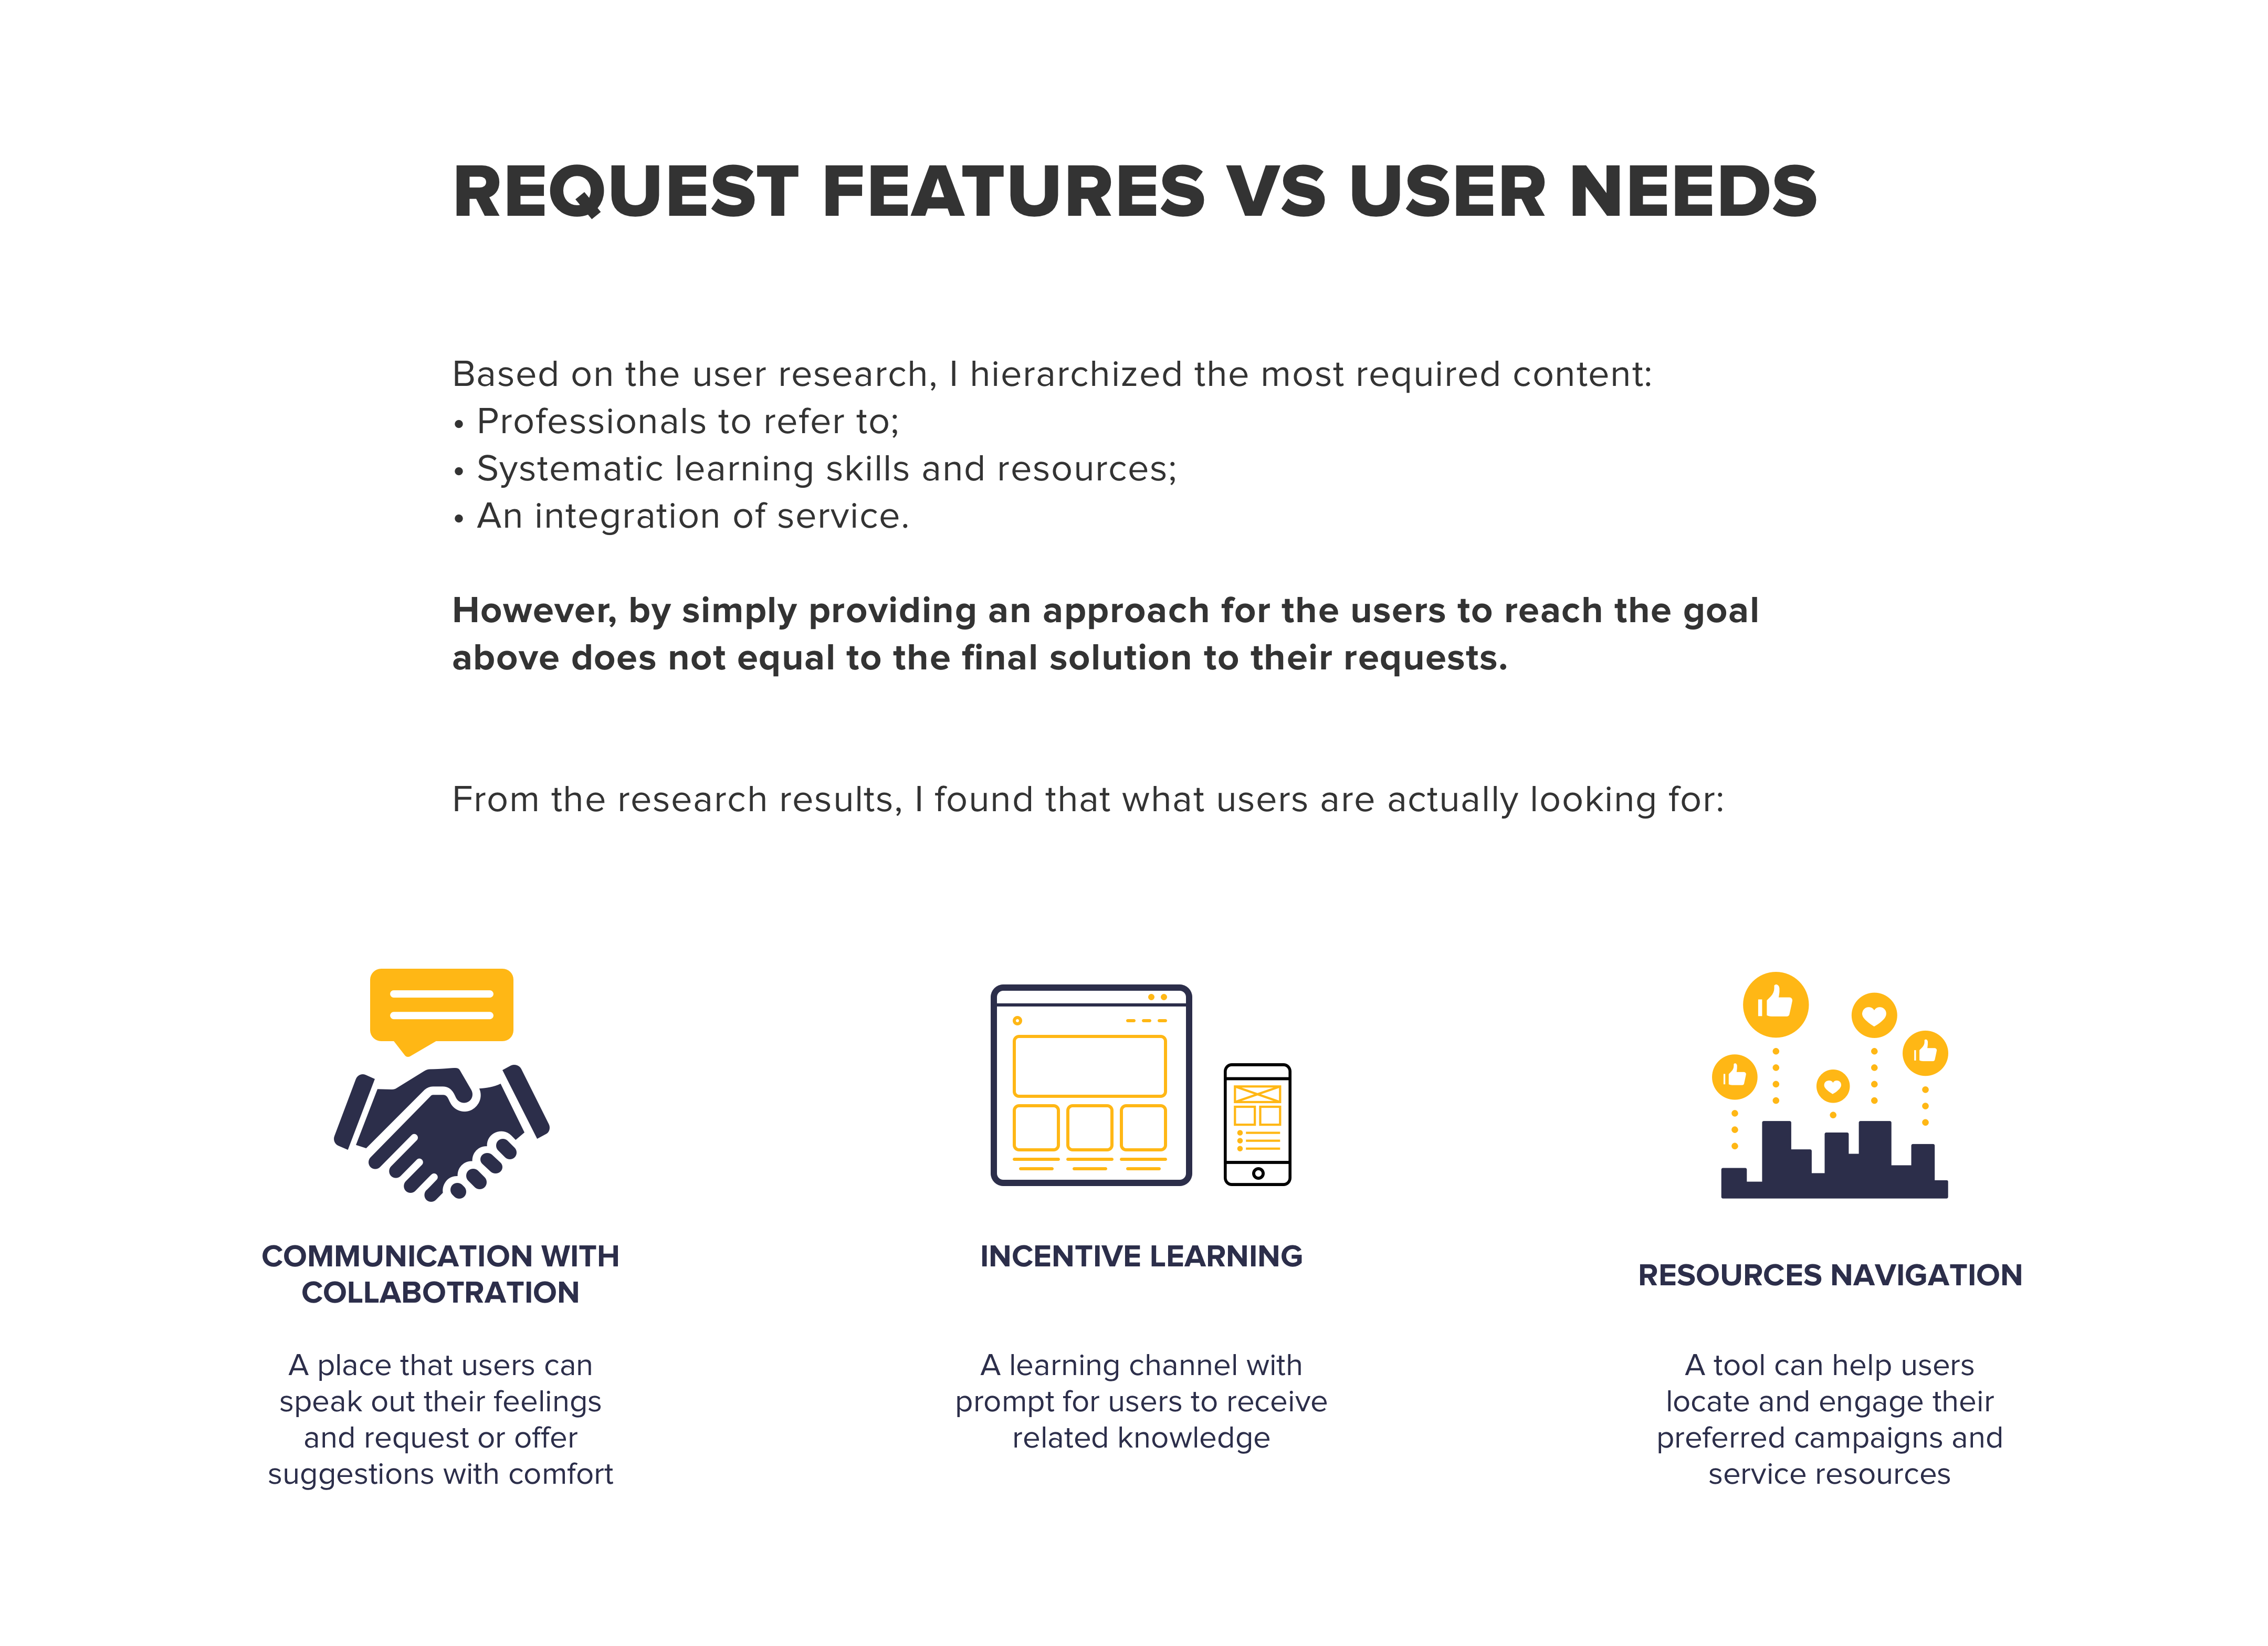 REQUEST FEATURES VS USER NEEDS
Based on the user research, I hierarchized the most required content:
• Professionals to refer to;
• Systematic learning skills and resources;
• An integration of service.
However, by simply providing an approach for the users to reach the goal
above does not equal to the final solution to their requests.
From the research results, I found that what users are actually looking for:
COMMUNICATION WITH
COLLABOTRATION
A place that users can
speak out their feelings
and request or offer
suggestions with comfort
INCENTIVE LEARNING
A learning channel with
prompt for users to receive
related knowledge
RESOURCES NAVIGATION
A tool can help users
locate and engage their
preferred campaigns and
service resources